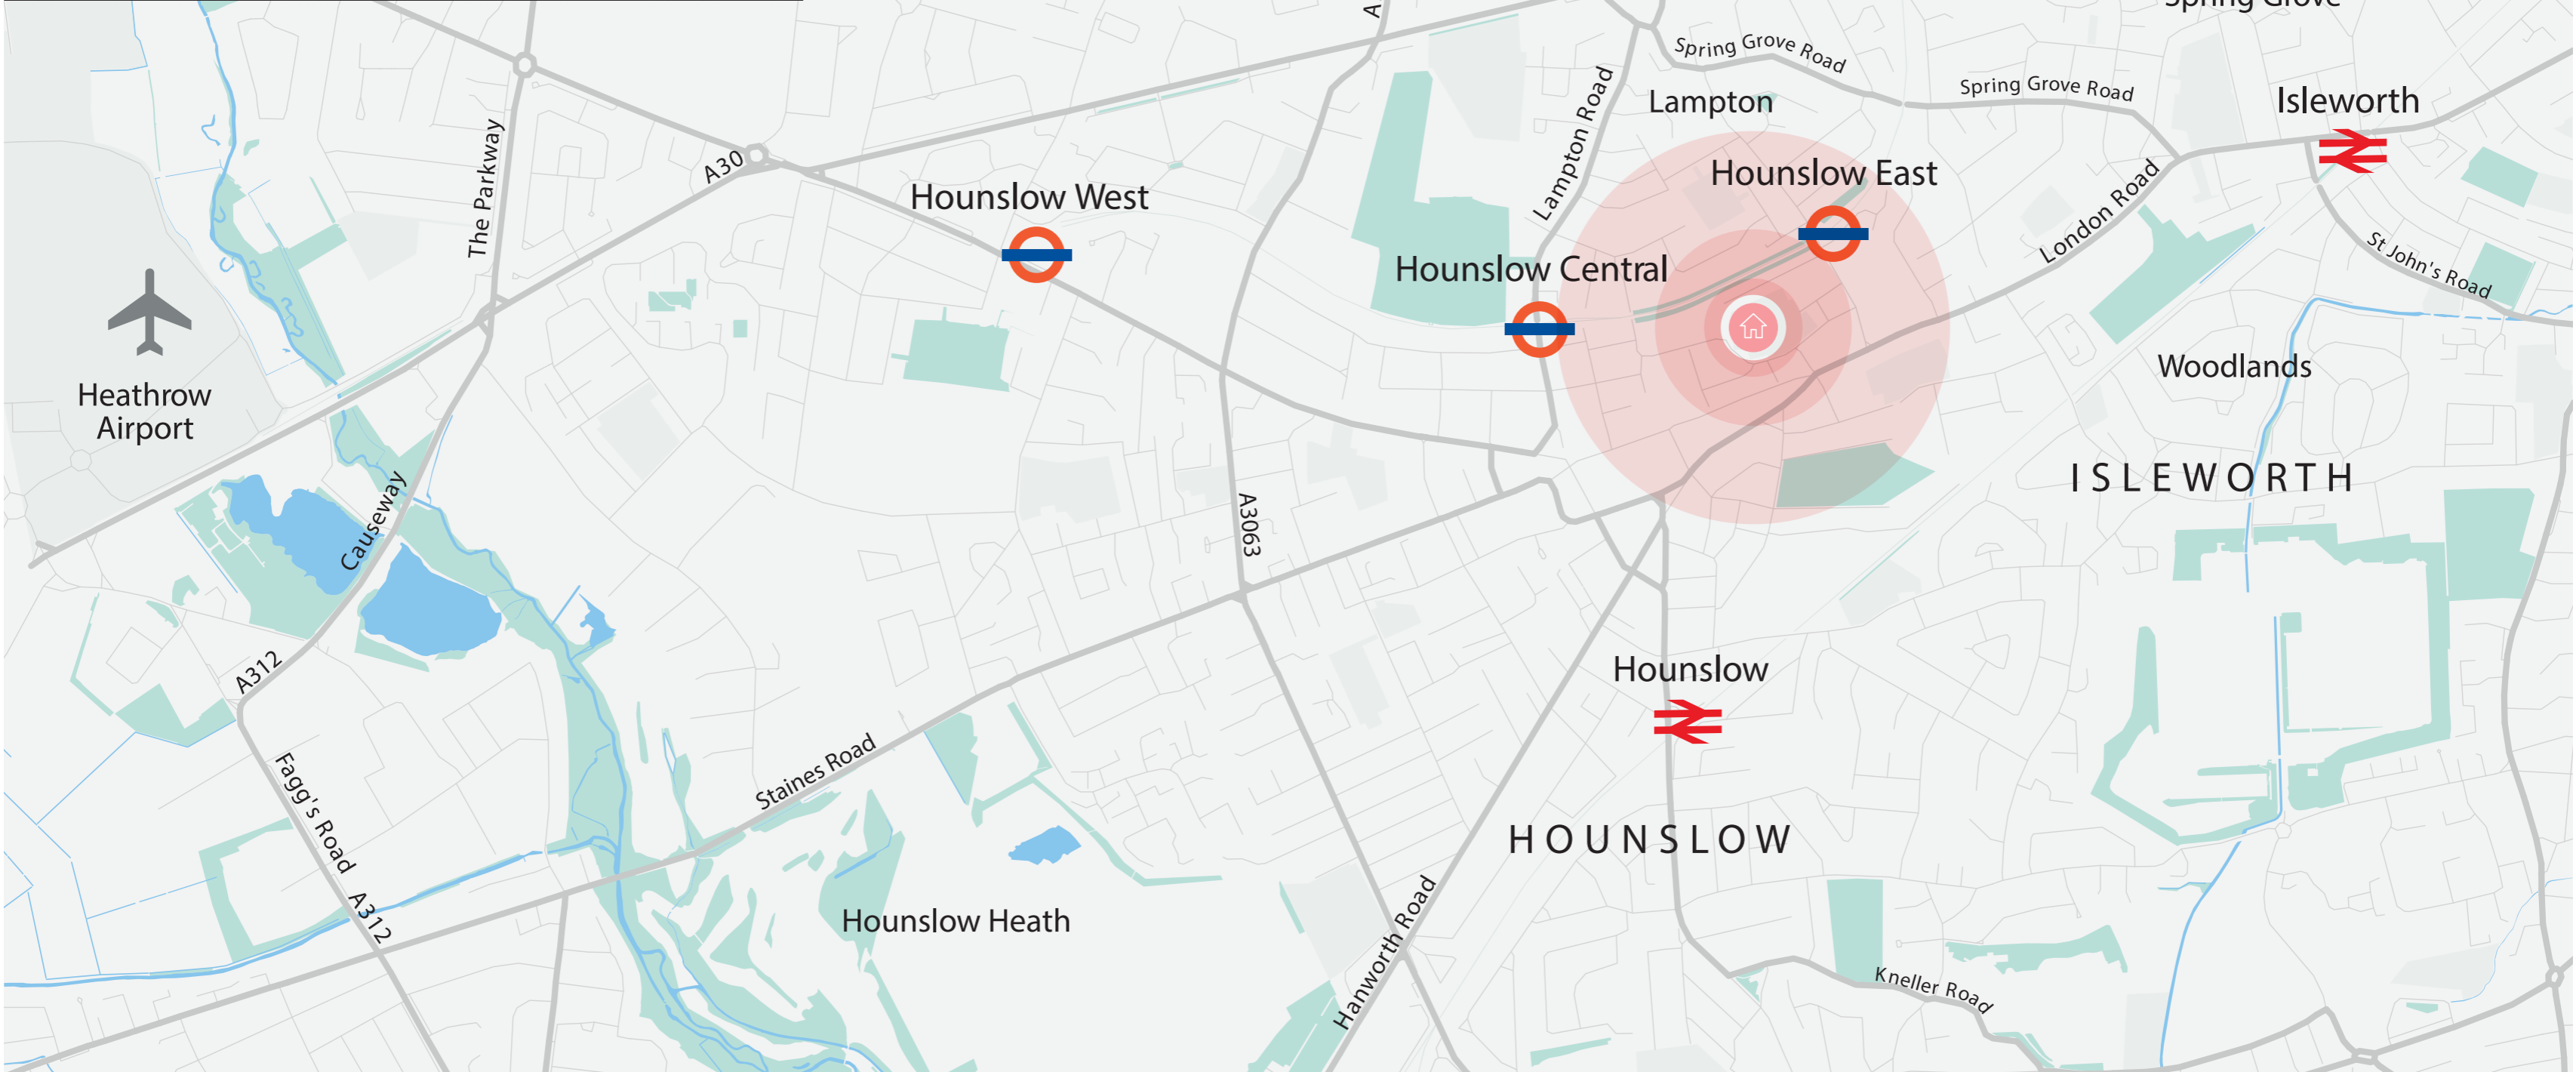 Spring Grove
A
Spring Grove Road
Spring Grove Road
Isleworth
Lampton
Lampton Road
The Parkway
A30
Hounslow West
Hounslow East
London Road
St John's Road
Hounslow Central
Heathrow
Airport
Woodlands
ISLEWORTH
Causeway
A3063
A312
Hounslow
Staines Road
Fagg's Road
A312
HOUNSLOW
Hounslow Heath
Hanworth Road
Kneller Road